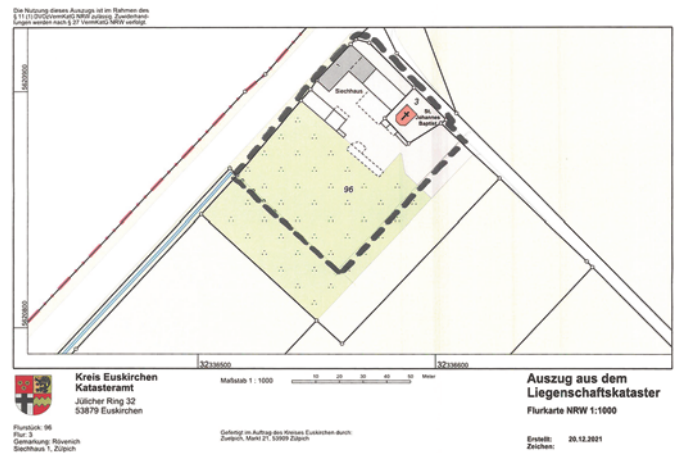 Die Nutzung dieses Auszugs ist im Rahmen des
§ 11 (1) DVOzVermKatG NRW zulässig. Zuwiderhand-
lungen werden nach § 27 VermKatG NRW verfolgt.
5620900
Siechhaus
3
St.
Johannes
Baptist
96
5620800
32336500
32336600
Kreis Euskirchen
Katasteramt
Jülicher Ring 32
53879 Euskirchen
Maßstab 1 : 1000
10 20 30 40 50 Meter
Auszug aus dem
Liegenschaftskataster
Flurkarte NRW 1:1000
Flurstück: 96
Flur: 3
Gemarkung: Rövenich
Siechhaus 1, Zülpich
Gefertigt im Auftrag des Kreises Euskirchen durch:
Zuelpich, Markt 21, 53909 Zülpich
Erstellt: 20.12.2021
Zeichen: